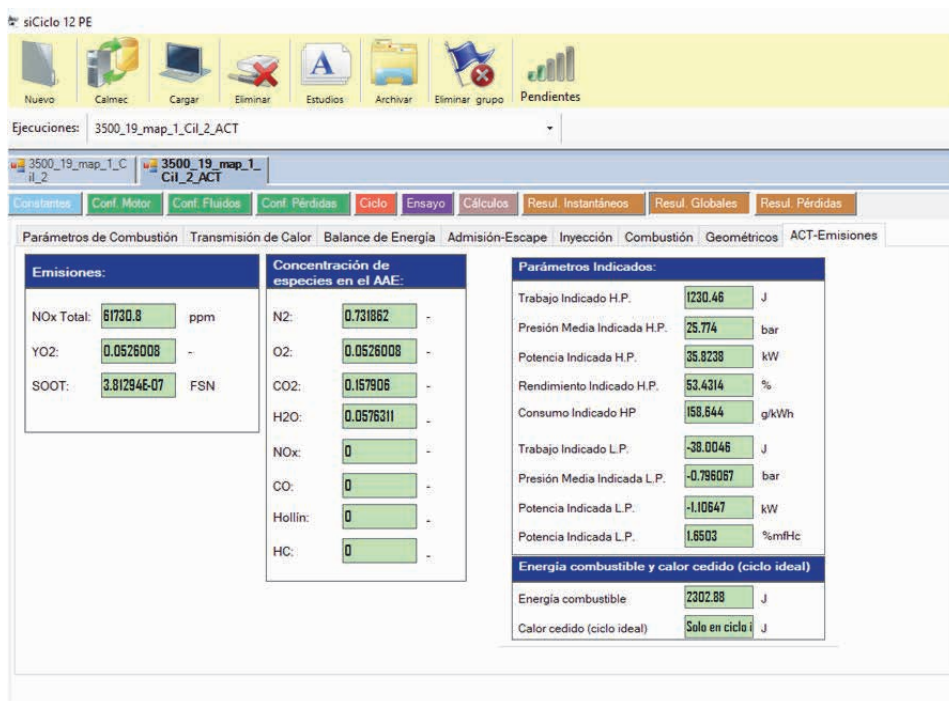 siCiclo 12 PE
Nuevo Calmec Cargar Eliminar Estudios Archivar Eliminar grupo Pendientes
Ejecuciones: 3500_19_map_1_Cil_2_ACT
3500_19_map_1_C 3500_19_map_1_
il_2 Cil_2_ACT
Constantes Conf. Motor Conf. Fluidos Conf. Pérdidas Ciclo Ensayo Cálculos Resul. Instantáneos Resul. Globales Resul. Pérdidas
Parámetros de Combustión Transmisión de Calor Balance de Energía Admisión-Escape Inyección Combustión Geométricos ACT-Emisiones
Emisiones:
NOx Total: 61730.8 ppm
YO2: 0.0526008 -
SOOT: 3.81294E-07 FSN
Concentración de
especies en el AAE:
N2: 0.731862 -
O2: 0.0526008 -
CO2: 0.157906 -
H2O: 0.0576311 -
NOx: 0 -
CO: 0 -
Hollín: 0 -
HC: 0 -
Parámetros Indicados:
Trabajo Indicado H.P. 1230.46 J
Presión Media Indicada H.P. 25.774 bar
Potencia Indicada H.P. 35.8238 kW
Rendimiento Indicado H.P. 53.4314 %
Consumo Indicado HP 158.644 g/kWh
Trabajo Indicado L.P. -38.0046 J
Presión Media Indicada L.P. -0.796067 bar
Potencia Indicada L.P. -1.10647 kW
Potencia Indicada L.P. 1.6503 %mfHc
Energía combustible y calor cedido (ciclo ideal)
Energía combustible 2302.88 J
Calor cedido (ciclo ideal) Solo en ciclo i J